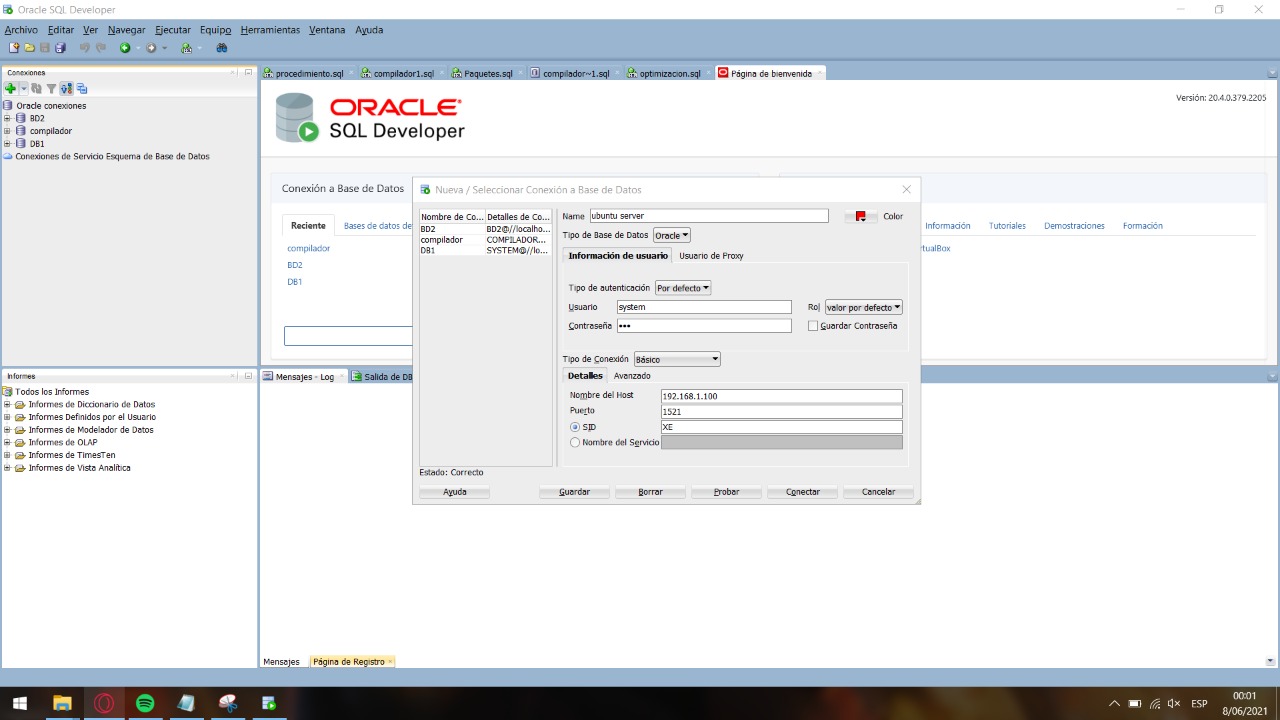 Oracle SQL Developer
Archivo Editar Ver Navegar Ejecutar Equipo Herramientas Ventana Ayuda
Conexiones
procedimiento.sql compilador1.sql Paquetes.sql compilador~1.sql optimizacion.sql Página de bienvenida
Oracle conexiones
BD2
compilador
DB1
Conexiones de Servicio Esquema de Base de Datos
ORACLE
SQL Developer
Versión: 20.4.0.379.2205
Conexión a Base de Datos
Reciente Bases de datos de
compilador
BD2
DB1
Información Tutoriales Demostraciones Formación
tualBox
Nueva / Seleccionar Conexión a Base de Datos
Nombre de Co... Detalles de Co...
BD2 BD2@//localho...
compilador COMPILADOR...
DB1 SYSTEM@//lo...
Name ubuntu server Color
Tipo de Base de Datos Oracle
Información de usuario Usuario de Proxy
Tipo de autenticación Por defecto
Usuario system Rol valor por defecto
Contraseña ••• Guardar Contraseña
Tipo de Conexión Básico
Detalles Avanzado
Nombre del Host 192.168.1.100
Puerto 1521
SID XE
Nombre del Servicio
Estado: Correcto
Ayuda Guardar Borrar Probar Conectar Cancelar
Informes
Todos los Informes
Informes de Diccionario de Datos
Informes Definidos por el Usuario
Informes de Modelador de Datos
Informes de OLAP
Informes de TimesTen
Informes de Vista Analítica
Mensajes - Log Salida de DB
Mensajes Página de Registro
ESP
00:01
8/06/2021